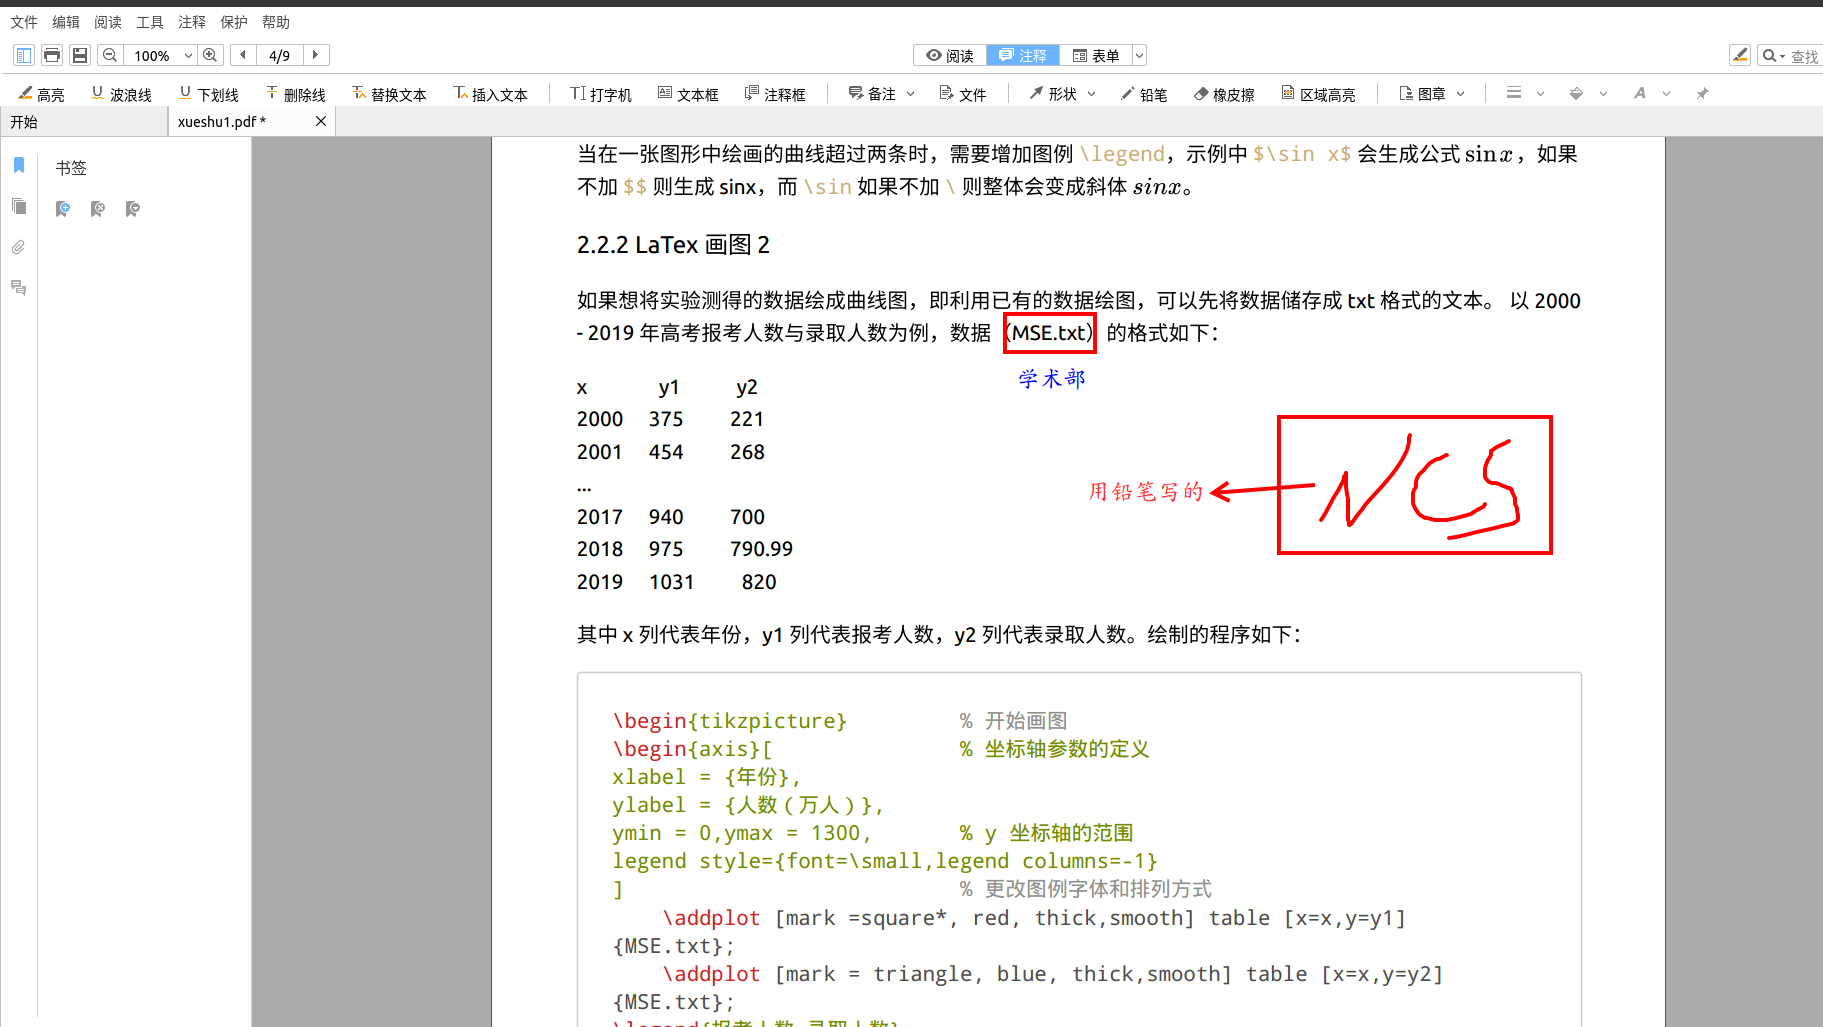 文件 编辑 阅读 工具 注释 保护 帮助
100% 4/9 阅读 注释 表单 查找
高亮 波浪线 下划线 删除线 替换文本 插入文本 打字机 文本框 注释框 备注 文件 形状 铅笔 橡皮擦 区域高亮 图章
开始 xueshu1.pdf *
书签
当在一张图形中绘画的曲线超过两条时，需要增加图例 \legend，示例中 $\sin x$ 会生成公式 sin x，如果
不加 $$ 则生成 sinx，而 \sin 如果不加 \ 则整体会变成斜体 sinx。
2.2.2 LaTex 画图 2
如果想将实验测得的数据绘成曲线图，即利用已有的数据绘图，可以先将数据储存成 txt 格式的文本。 以 2000
- 2019 年高考报考人数与录取人数为例，数据（MSE.txt）的格式如下：
学术部
x y1 y2
2000 375 221
2001 454 268
...
2017 940 700
2018 975 790.99
2019 1031 820
用铅笔写的
NCS
其中 x 列代表年份，y1 列代表报考人数，y2 列代表录取人数。绘制的程序如下：
\begin{tikzpicture} % 开始画图
\begin{axis}[ % 坐标轴参数的定义
xlabel = {年份},
ylabel = {人数（万人）},
ymin = 0,ymax = 1300, % y 坐标轴的范围
legend style={font=\small,legend columns=-1}
] % 更改图例字体和排列方式
\addplot [mark =square*, red, thick,smooth] table [x=x,y=y1]
{MSE.txt};
\addplot [mark = triangle, blue, thick,smooth] table [x=x,y=y2]
{MSE.txt};
\legend{报考人数,录取人数}